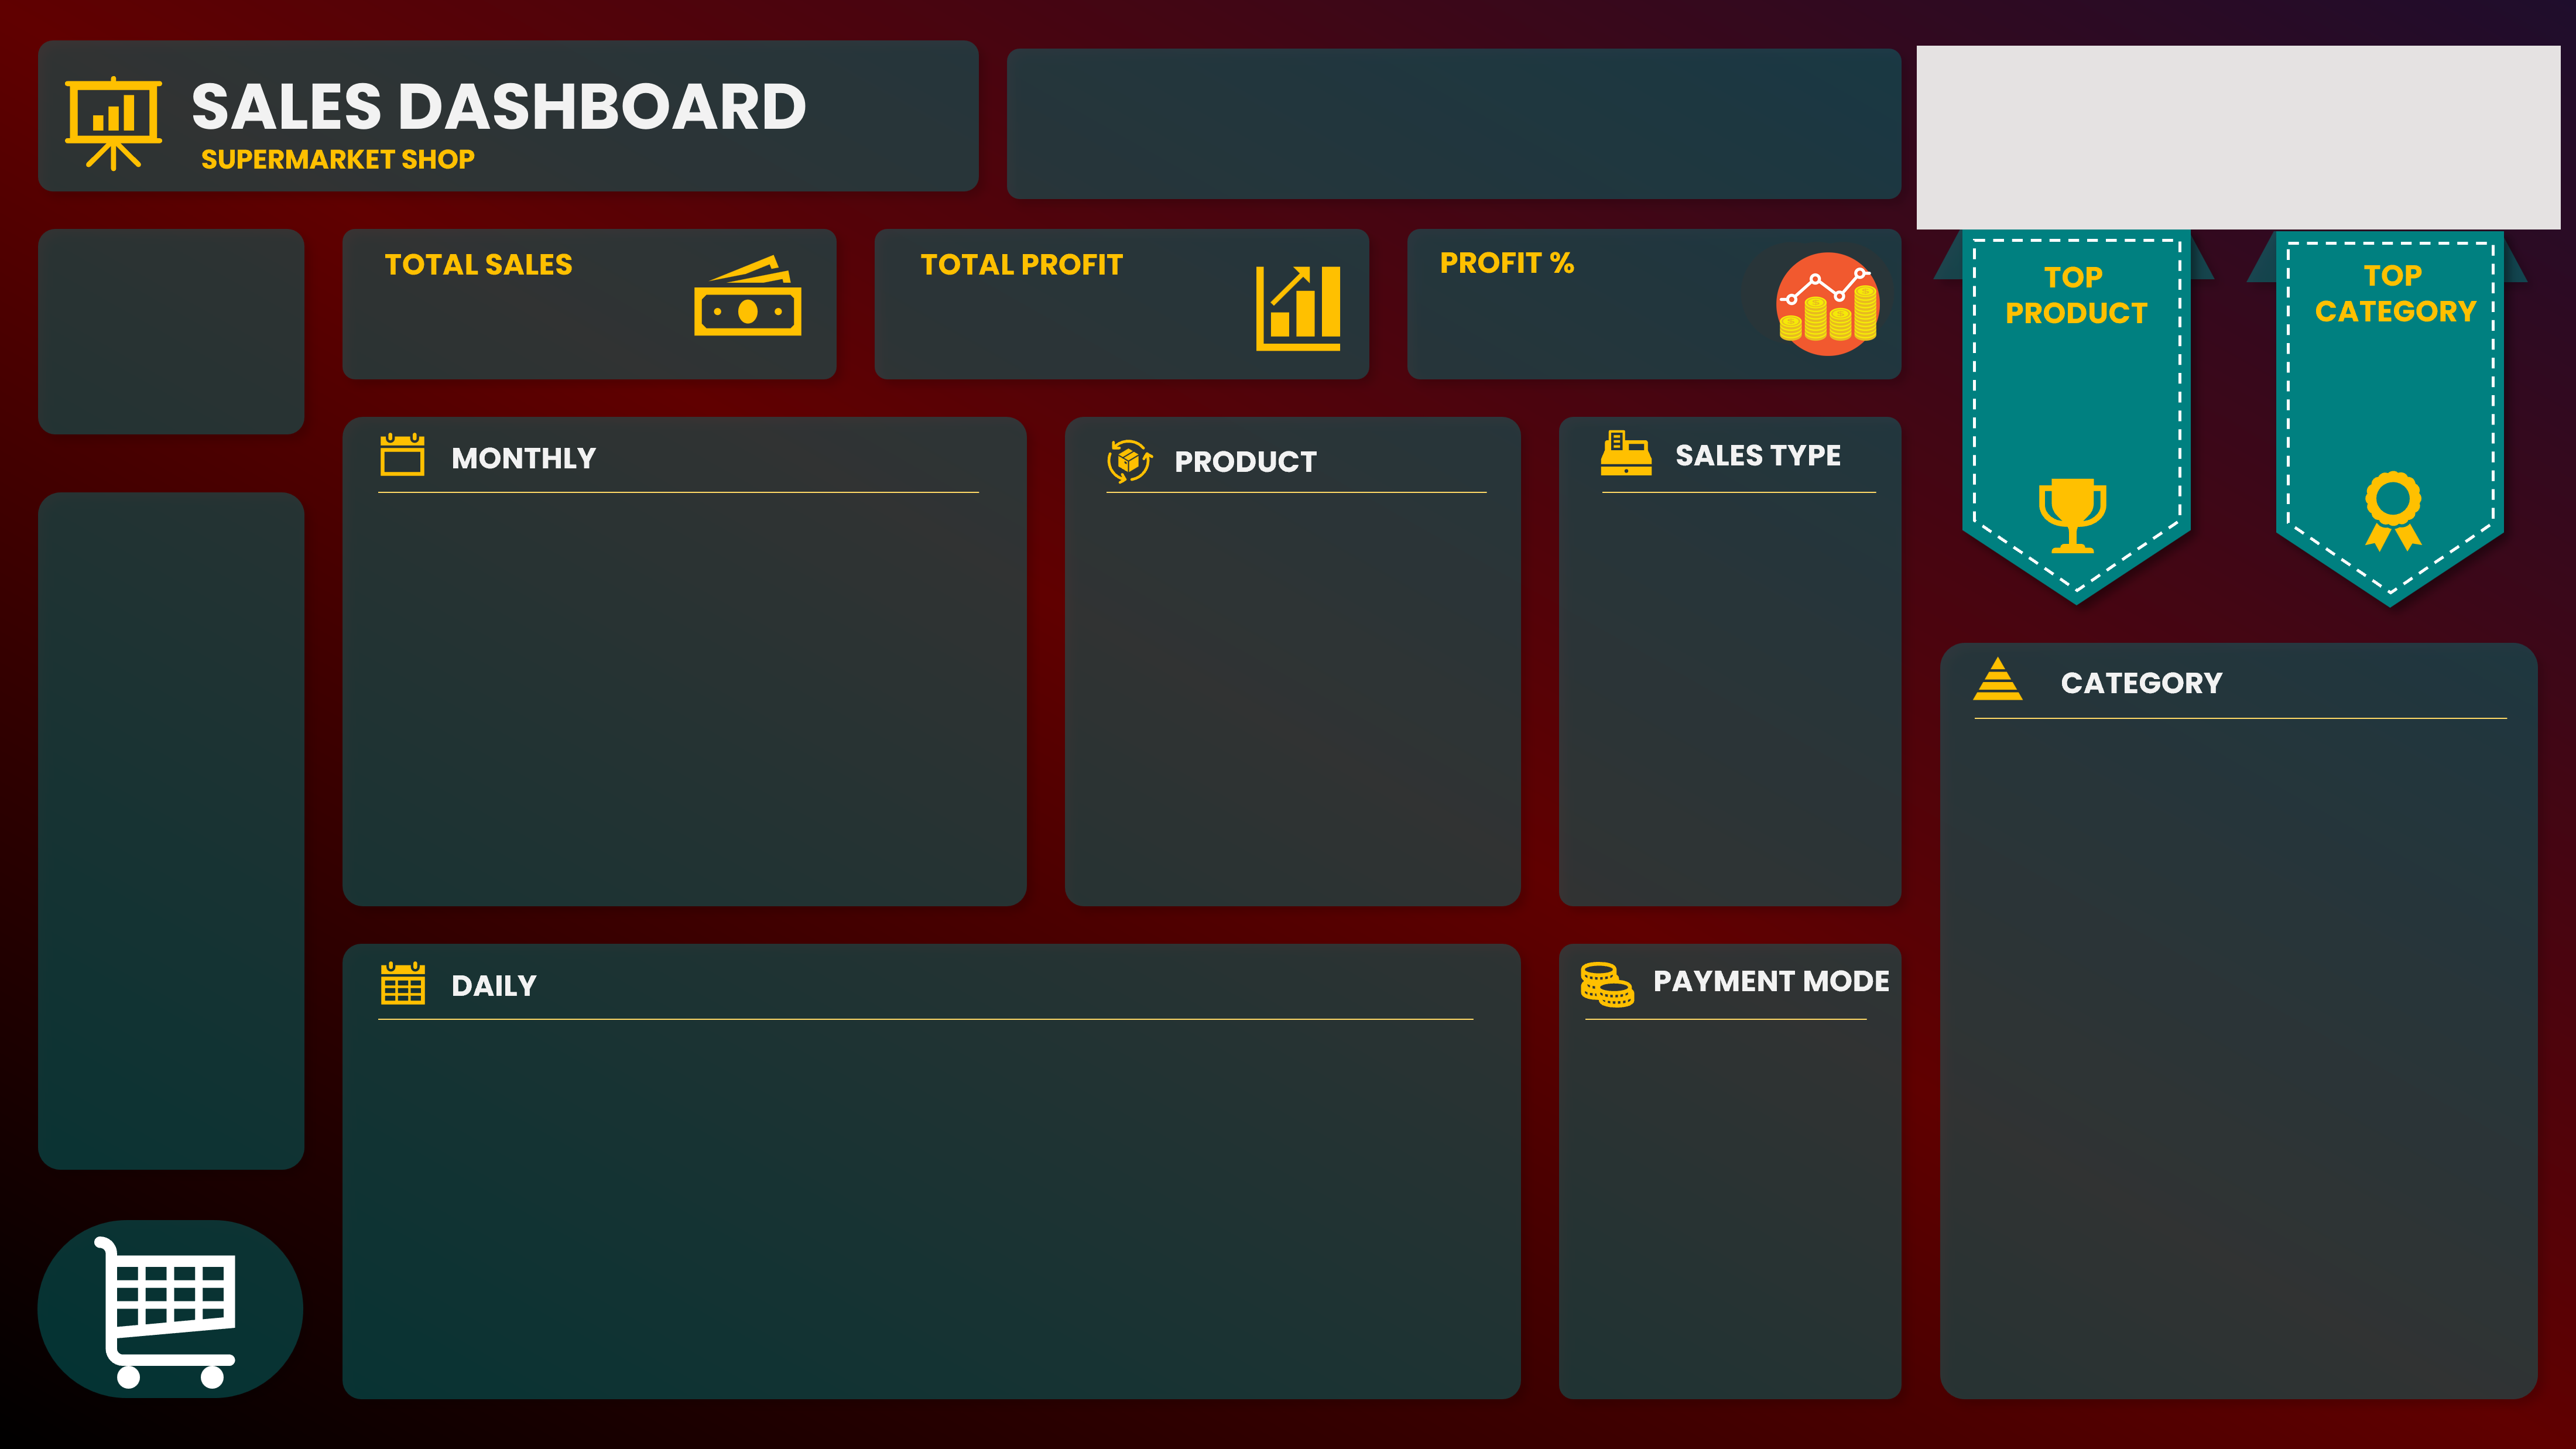 SALES DASHBOARD
SUPERMARKET SHOP
TOTAL SALES
TOTAL PROFIT
PROFIT %
TOP
PRODUCT
TOP
CATEGORY
MONTHLY
PRODUCT
SALES TYPE
CATEGORY
DAILY
PAYMENT MODE